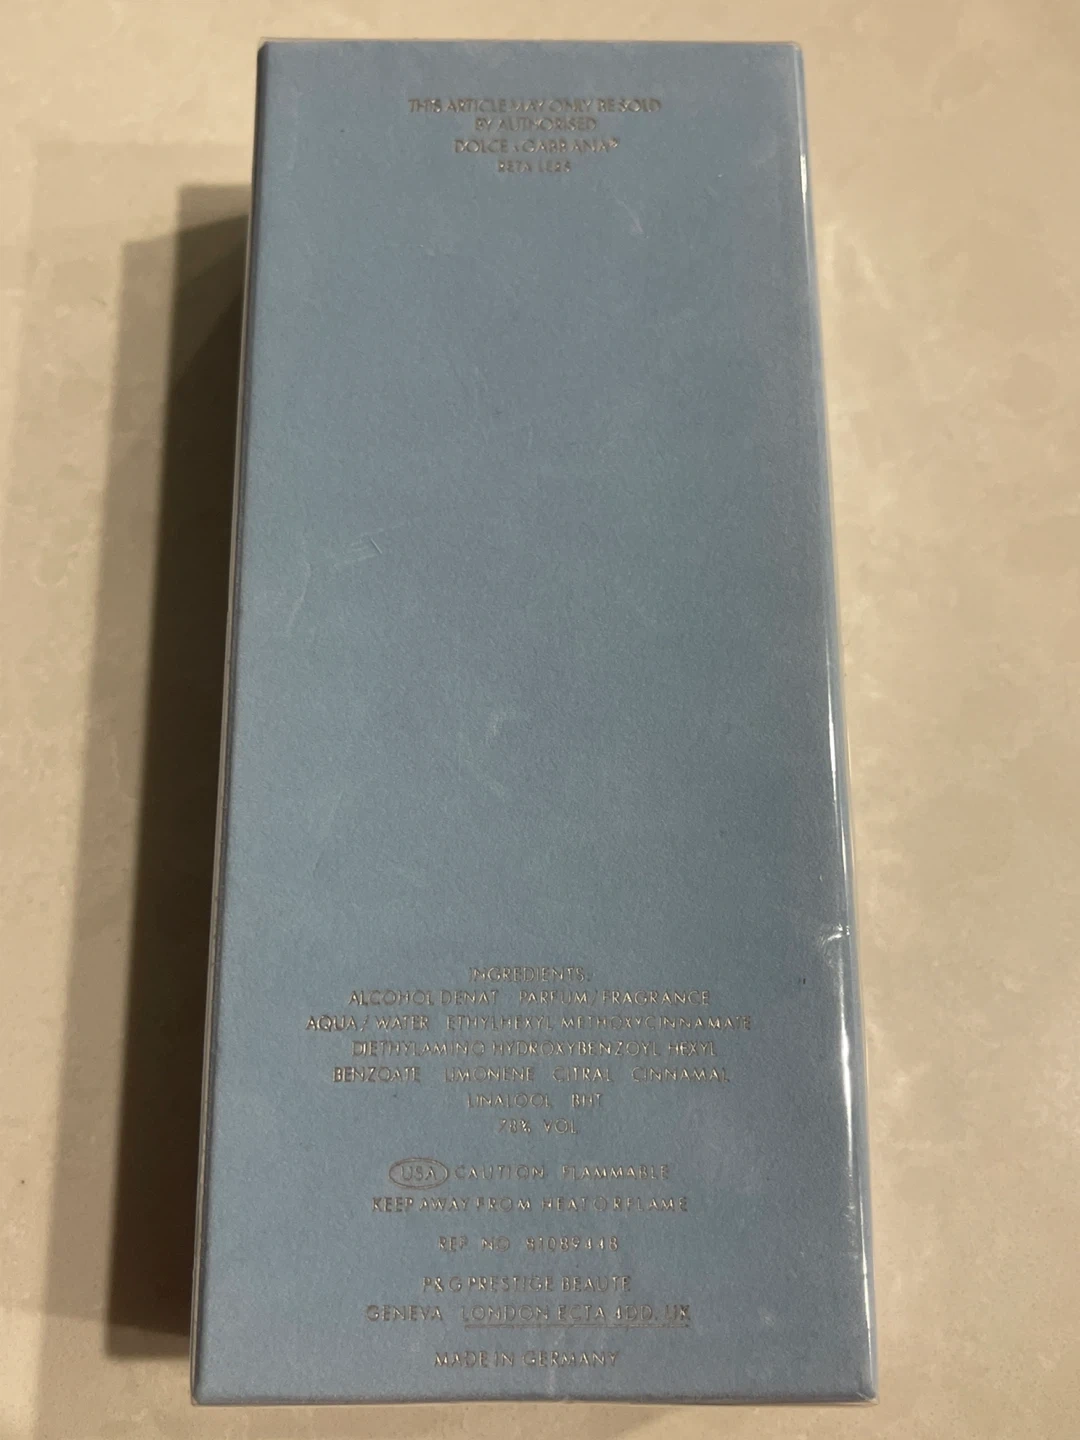 THIS ARTICLE MAY ONLY BE SOLD
BY AUTHORISED
DOLCE & GABBANA®
RETAILERS
INGREDIENTS:
ALCOHOL DENAT PARFUM/FRAGRANCE
AQUA/WATER ETHYLHEXYL METHOXYCINNAMATE
DIETHYLAMINO HYDROXYBENZOYL HEXYL
BENZOATE LIMONENE CITRAL CINNAMAL
LINALOOL BHT
78% VOL
USA CAUTION FLAMMABLE
KEEP AWAY FROM HEAT OR FLAME
REF NO 81089448
P&G PRESTIGE BEAUTE
GENEVA LONDON EC1A 4DD, UK
MADE IN GERMANY